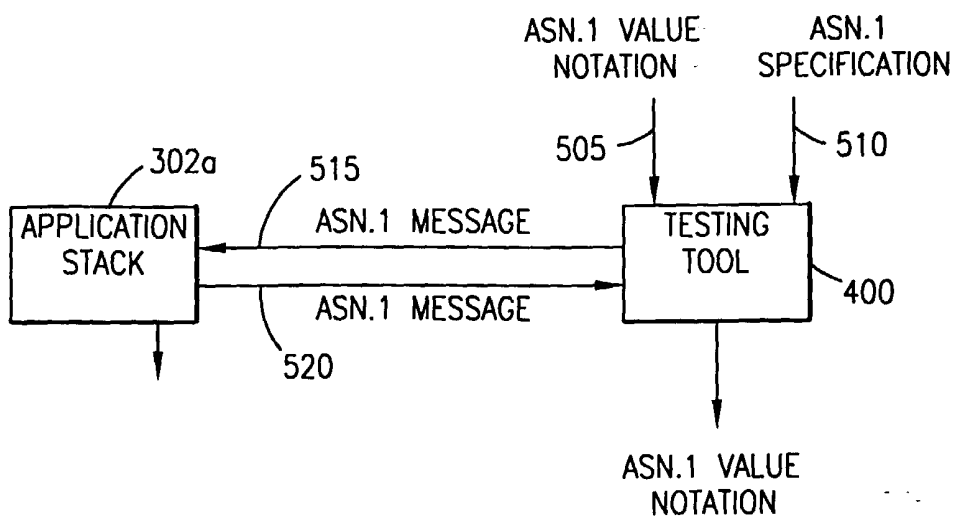 ASN.1 VALUE
NOTATION
ASN.1
SPECIFICATION
505
510
302a
515
APPLICATION
STACK
ASN.1 MESSAGE
TESTING
TOOL
400
ASN.1 MESSAGE
520
ASN.1 VALUE
NOTATION